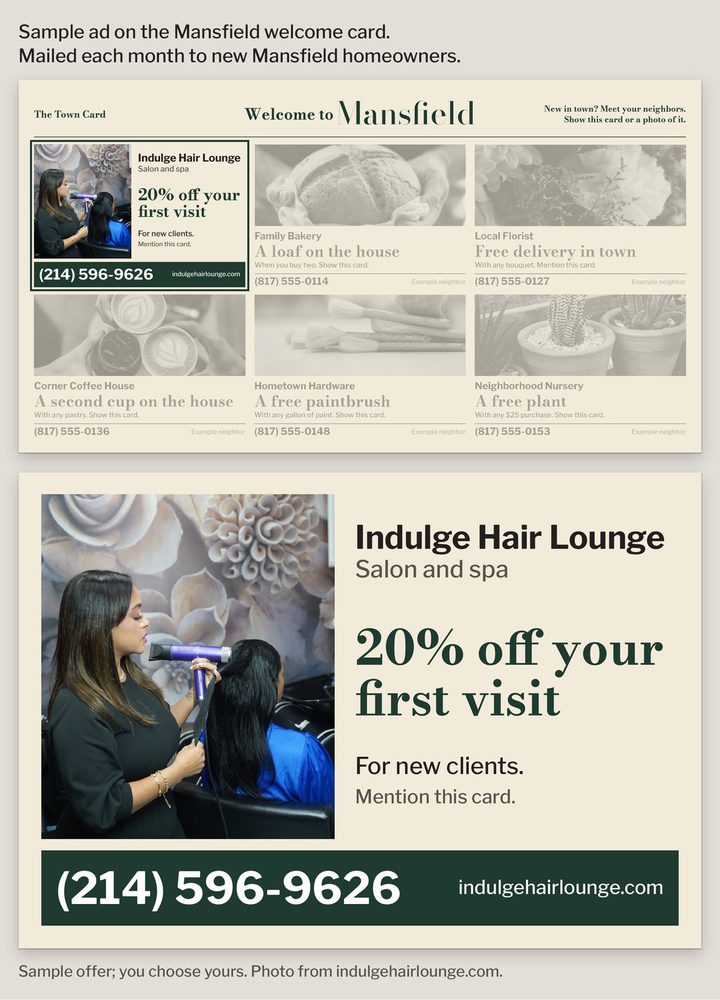 Sample ad on the Mansfield welcome card.
Mailed each month to new Mansfield homeowners.
The Town Card
Welcome to Mansfield
New in town? Meet your neighbors.
Show this card or a photo of it.
Indulge Hair Lounge
Salon and spa
20% off your
first visit
For new clients.
Mention this card.
(214) 596-9626
indulgehairlounge.com
Family Bakery
A loaf on the house
When you buy two. Show this card.
(817) 555-0114
Example neighbor
Local Florist
Free delivery in town
With any bouquet. Mention this card.
(817) 555-0127
Example neighbor
Corner Coffee House
A second cup on the house
With any pastry. Show this card.
(817) 555-0136
Example neighbor
Hometown Hardware
A free paintbrush
With any gallon of paint. Show this card.
(817) 555-0148
Example neighbor
Neighborhood Nursery
A free plant
With any $25 purchase. Show this card.
(817) 555-0153
Example neighbor
Indulge Hair Lounge
Salon and spa
20% off your
first visit
For new clients.
Mention this card.
(214) 596-9626
indulgehairlounge.com
Sample offer; you choose yours. Photo from indulgehairlounge.com.